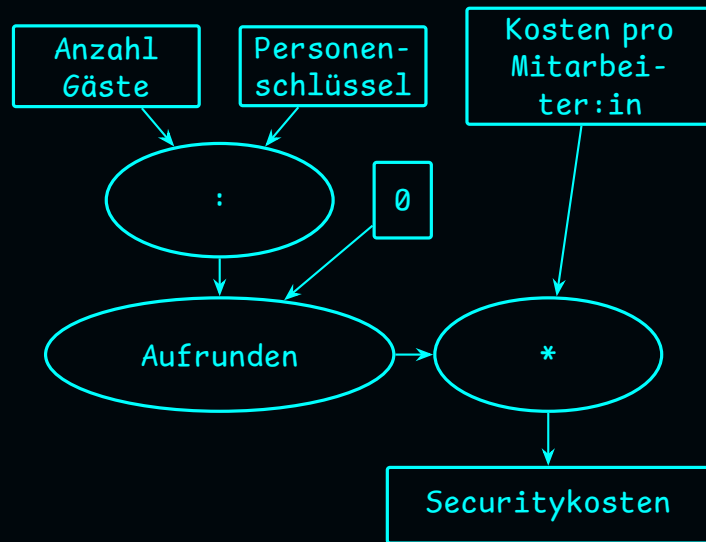 Anzahl
Gäste
Personen-
schlüssel
Kosten pro
Mitarbei-
ter:in
:
0
Aufrunden
*
Securitykosten